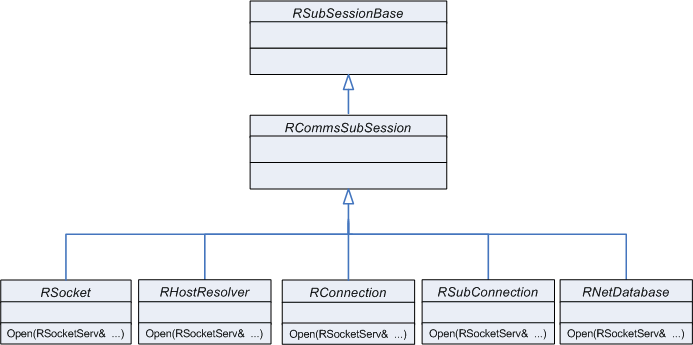 RSubSessionBase
RCommsSubSession
RSocket
RHostResolver
RConnection
RSubConnection
RNetDatabase
Open(RSocketServ& ...)
Open(RSocketServ& ...)
Open(RSocketServ& ...)
Open(RSocketServ& ...)
Open(RSocketServ& ...)